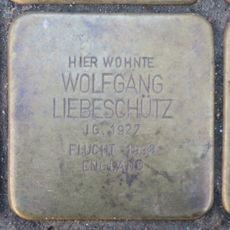 HIER WOHNTE
WOLFGANG
LIEBESCHÜTZ
JG. 1927
FLUCHT 1938
ENGLAND